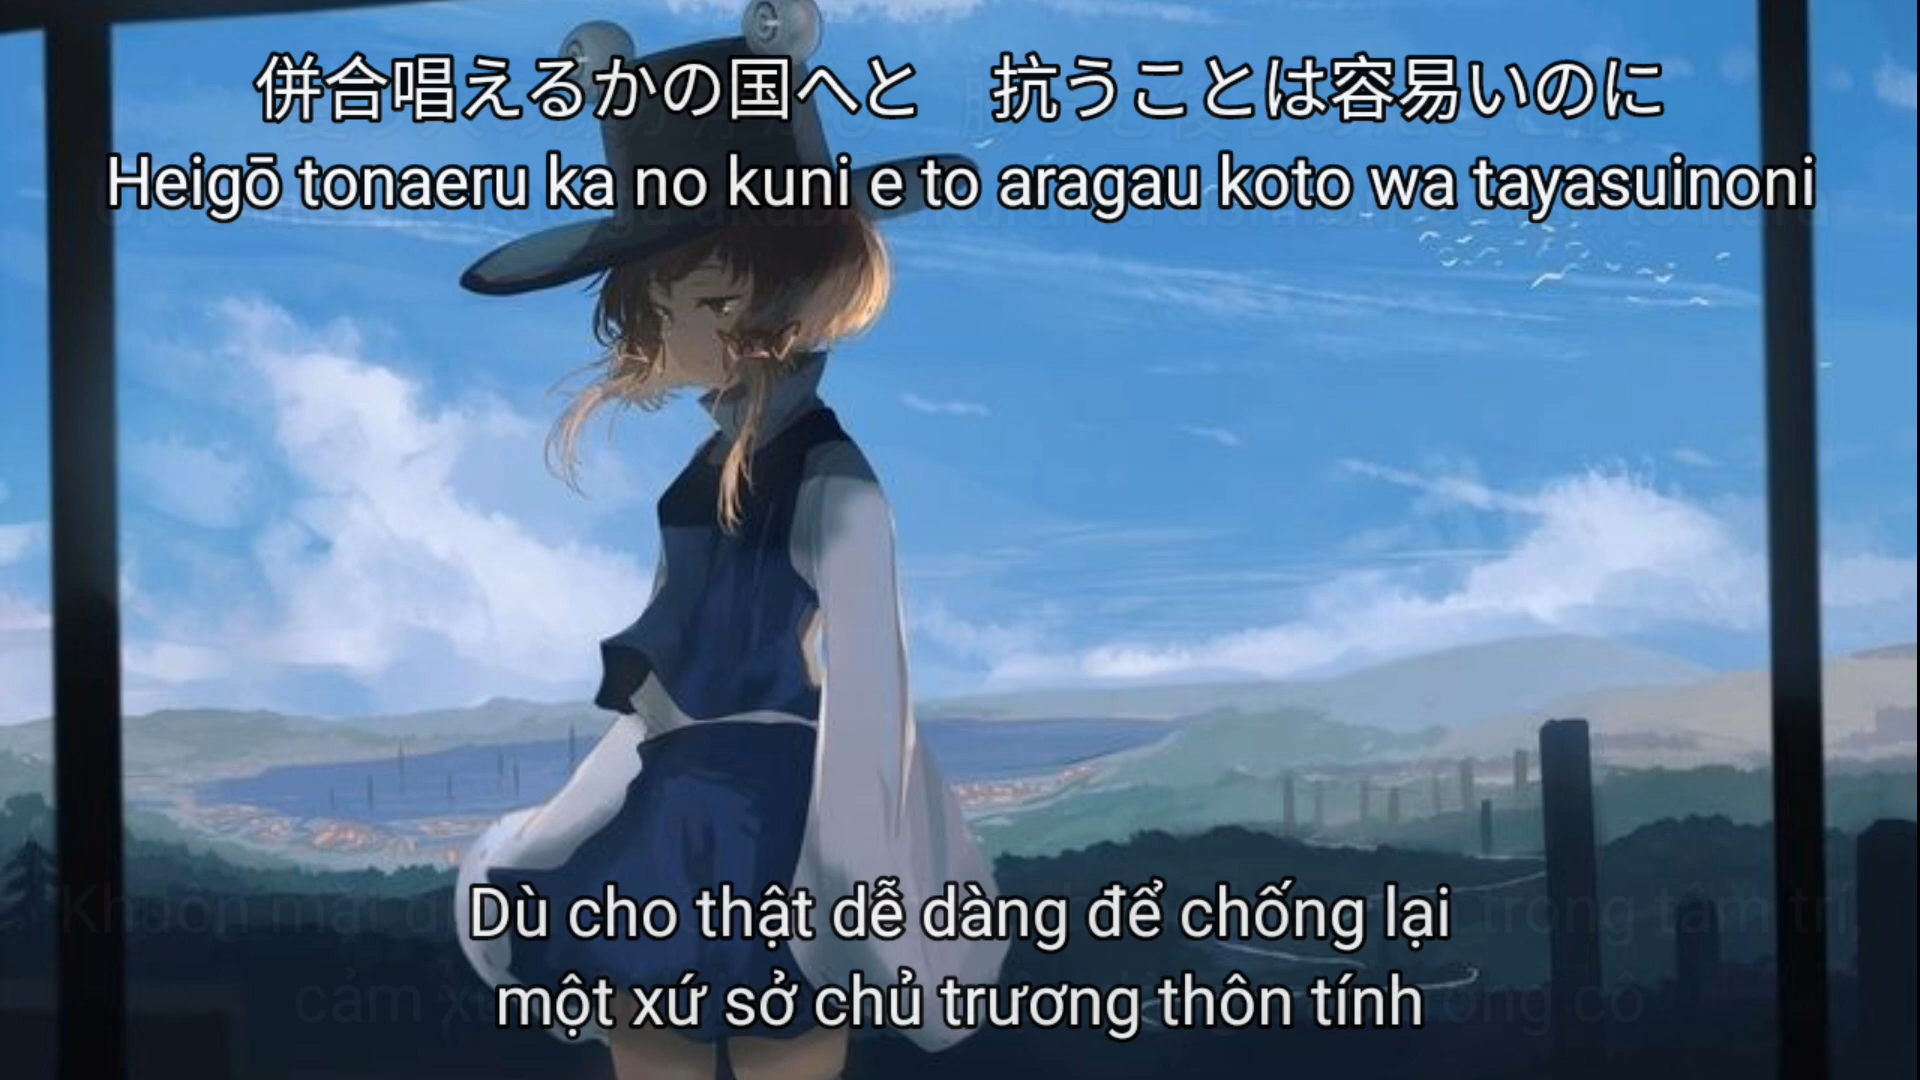 併合唱えるかの国へと　抗うことは容易いのに
Heigō tonaeru ka no kuni e to aragau koto wa tayasuinoni
Dù cho thật dễ dàng để chống lại
một xứ sở chủ trương thôn tính